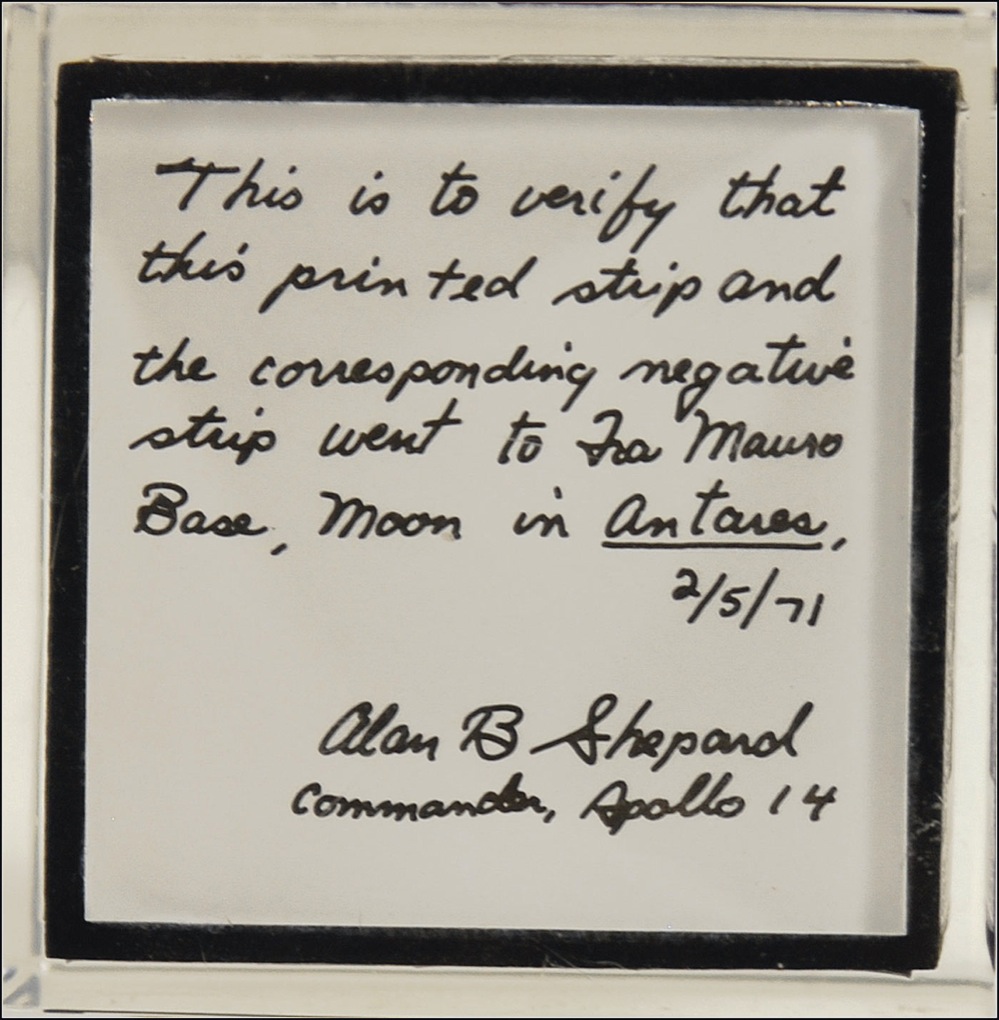 This is to verify that
this printed strip and
the corresponding negative
strip went to Fra Mauro
Base, Moon in Antares,
2/5/71
Alan B Shepard
Commander, Apollo 14